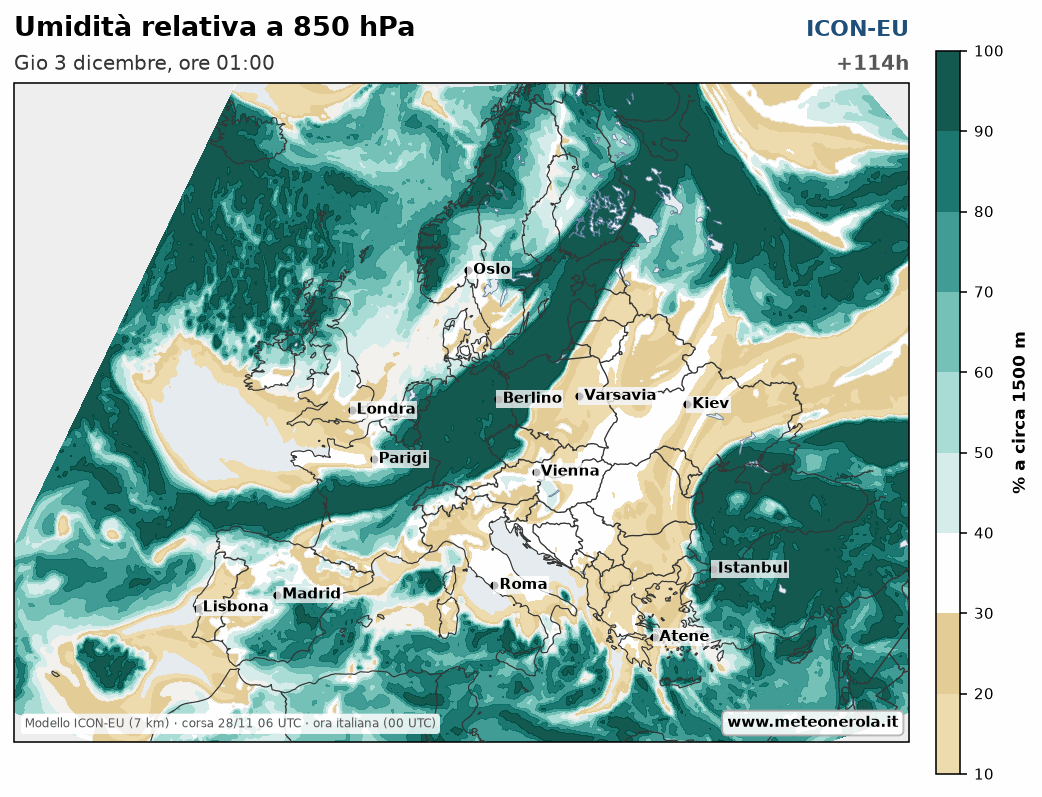 Umidità relativa a 850 hPa
ICON-EU
Gio 3 dicembre, ore 01:00
+114h
100
90
80
70
60
50
40
30
20
10
% a circa 1500 m
Oslo
Berlino
Varsavia
Kiev
Londra
Parigi
Vienna
Istanbul
Roma
Madrid
Lisbona
Atene
Modello ICON-EU (7 km) · corsa 28/11 06 UTC · ora italiana (00 UTC)
www.meteonerola.it